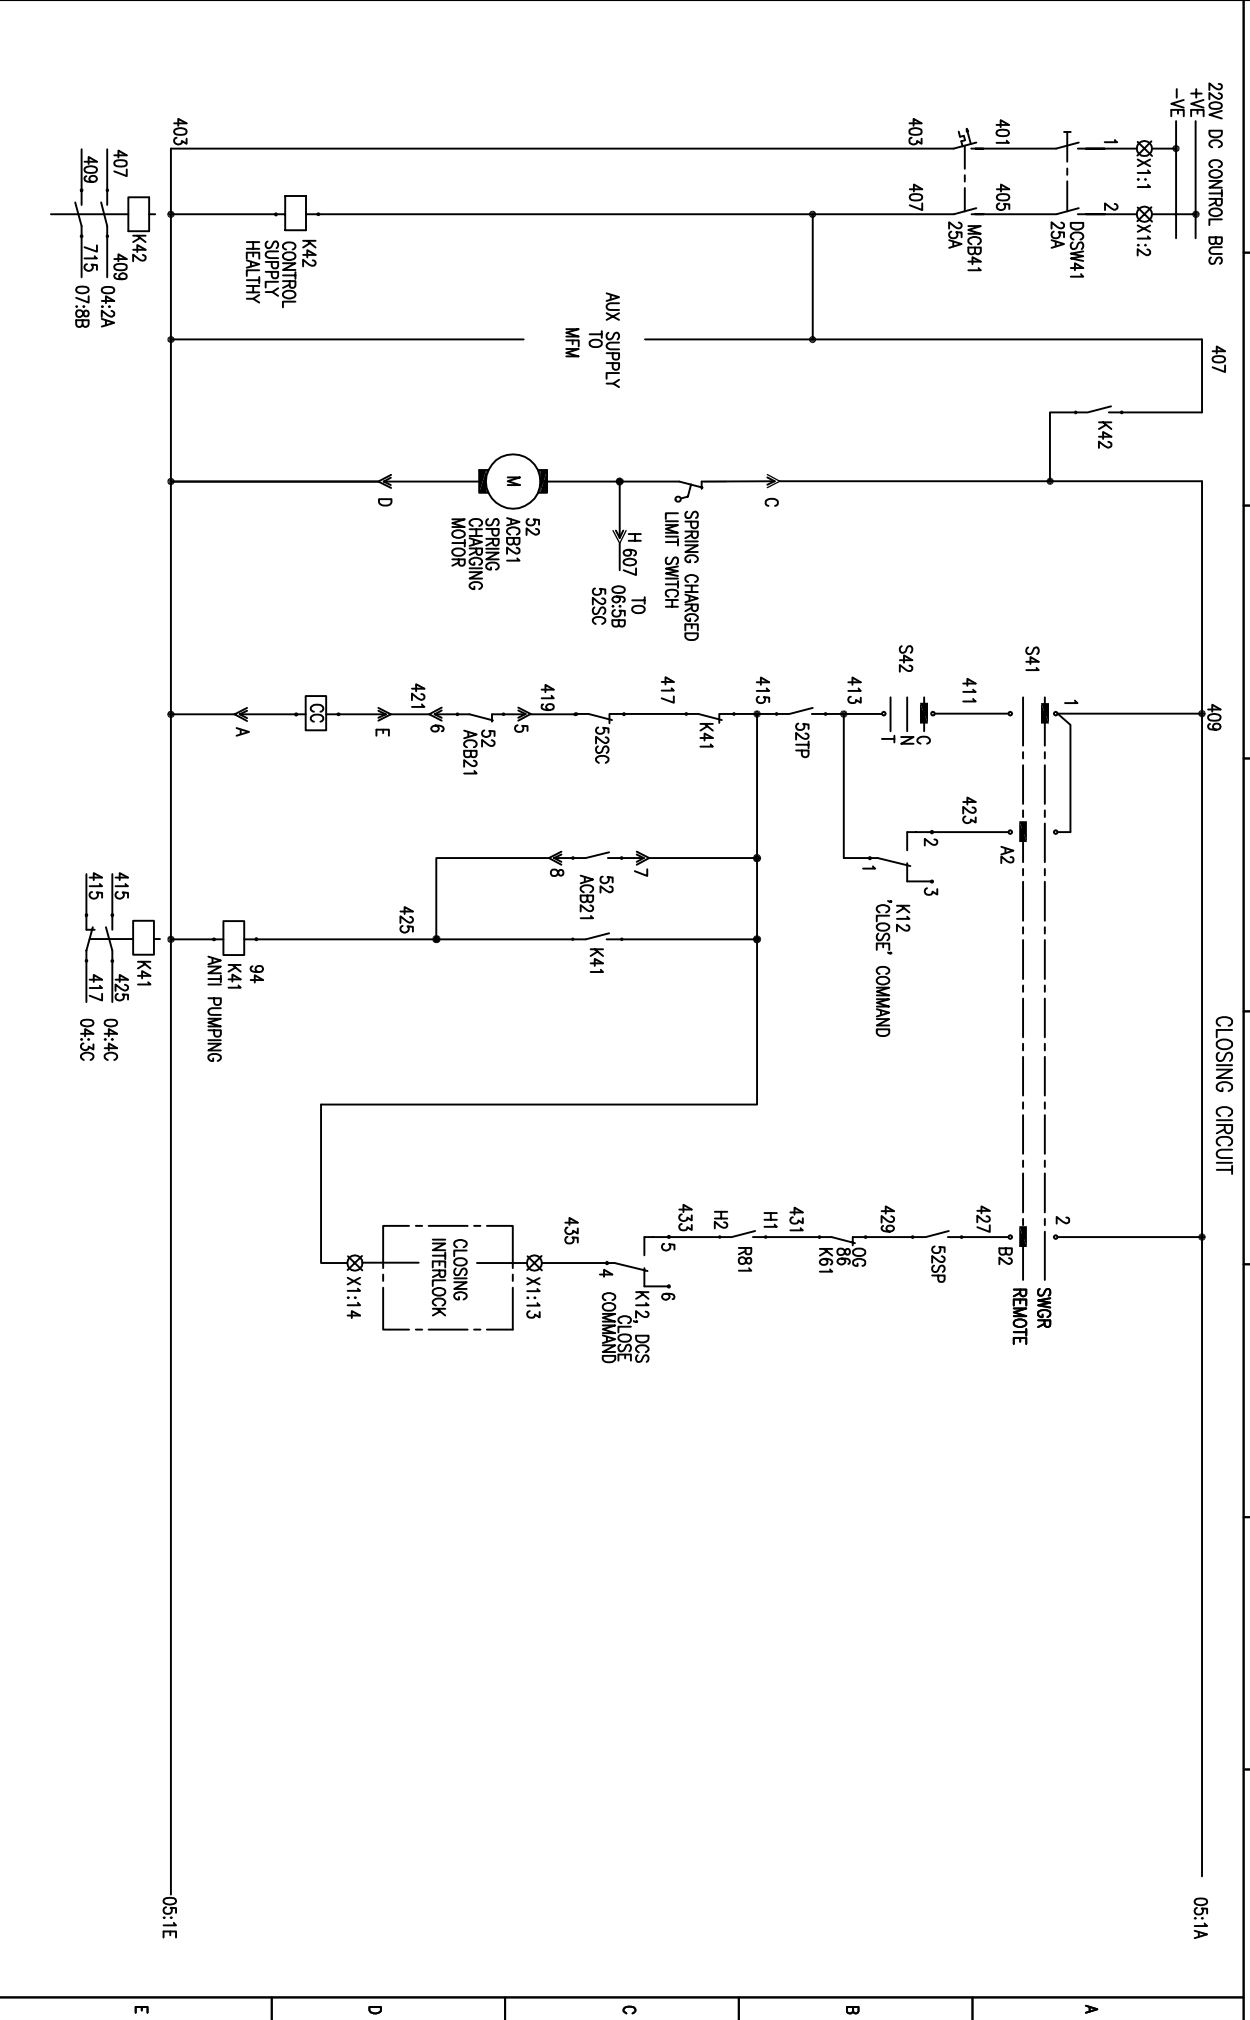 CLOSING CIRCUIT
220V DC CONTROL BUS
+VE
-VE
X1:1
X1:2
1
2
DCSW41
25A
401
405
MCB41
25A
403
407
403
K42
CONTROL
SUPPLY
HEALTHY
K42
407
409
04:2A
409
715
07:8B
407
AUX SUPPLY
TO
MFM
K42
C
SPRING CHARGED
LIMIT SWITCH
H 607
TO
06:5B
52SC
M
52
ACB21
SPRING
CHARGING
MOTOR
D
409
S41
1
411
S42
C
N
T
413
52TP
415
K41
417
52SC
419
5
52
ACB21
6
421
E
CC
A
A2
423
2
3
1
K12
'CLOSE' COMMAND
7
52
ACB21
8
K41
425
94
K41
ANTI PUMPING
K41
415
425
04:4C
415
417
04:3C
2
SWGR
REMOTE
B2
427
52SP
429
OG
86
K61
431
H1
R81
H2
433
5
6
4
K12, DCS
CLOSE
COMMAND
435
X1:13
CLOSING
INTERLOCK
X1:14
05:1A
05:1E
A
B
C
D
E